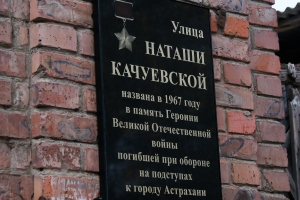 Улица
НАТАШИ
КАЧУЕВСКОЙ
названа в 1967 году
в память Героини
Великой Отечественной
войны
погибшей при обороне
на подступах
к городу Астрахани